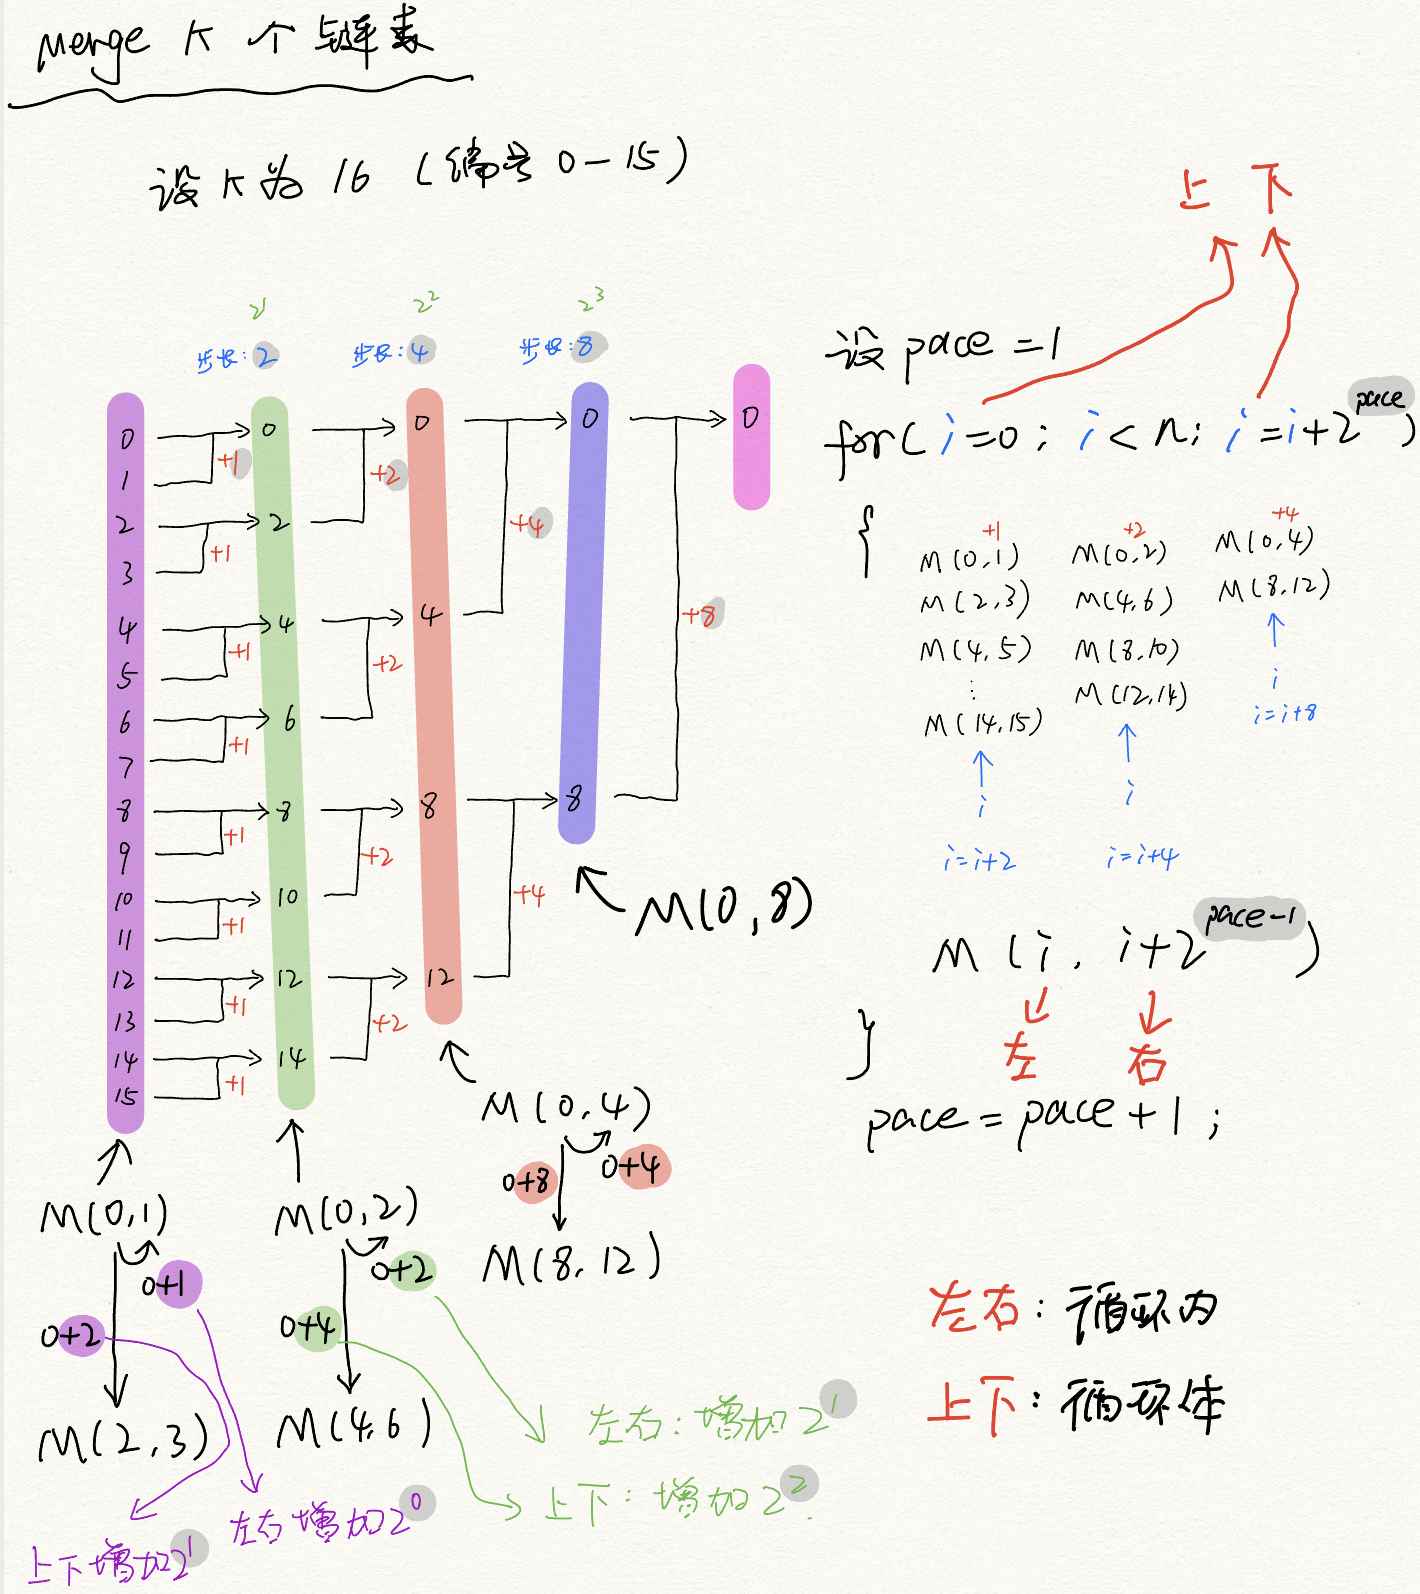 merge K 个链表
设 K 为 16 (编号 0-15)
2¹ 2² 2³
步长:2 步长:4 步长:8
0
1
2
3
4
5
6
7
8
9
10
11
12
13
14
15
+1
+1
+1
+1
+1
+1
+1
+1
0
2
4
6
8
10
12
14
+2
+2
+2
+2
0
4
8
12
+4
+4
0
8
+8
0
M(0,1)
0+1
0+2
M(2,3)
上下增加2¹
左右增加2⁰
M(0,2)
0+2
0+4
M(4,6)
左右:增加2¹
上下:增加2²
M(0,4)
0+4
0+8
M(8,12)
M(0,8)
上 下
设 pace =1
for( i=0; i<n; i=i+2^pace)
{
+1
M(0,1)
M(2,3)
M(4,5)
⋮
M(14,15)
i
i=i+2
+2
M(0,2)
M(4,6)
M(8,10)
M(12,14)
i
i=i+4
+4
M(0,4)
M(8,12)
i
i=i+8
M(i, i+2^pace-1)
左 右
}
pace = pace+1;
左右: 循环内
上下: 循环体